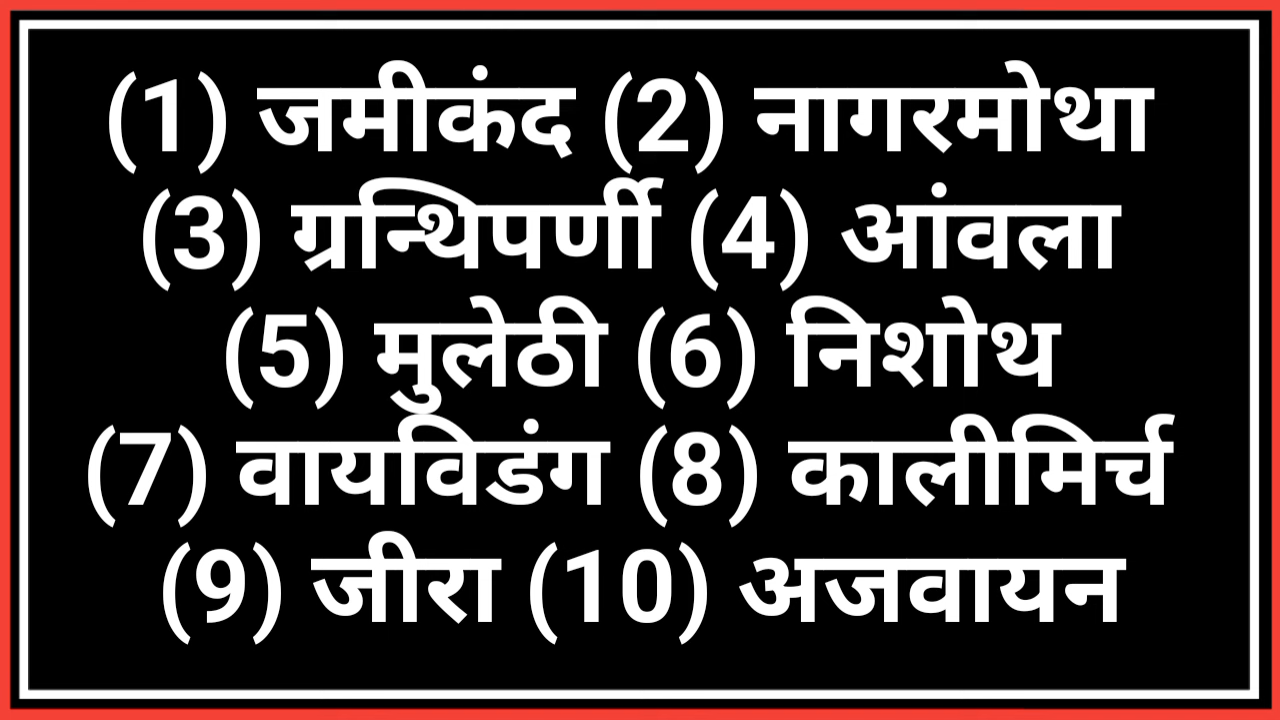 (1) जमीकंद (2) नागरमोथा
(3) ग्रन्थिपर्णी (4) आंवला
(5) मुलेठी (6) निशोथ
(7) वायविडंग (8) कालीमिर्च
(9) जीरा (10) अजवायन